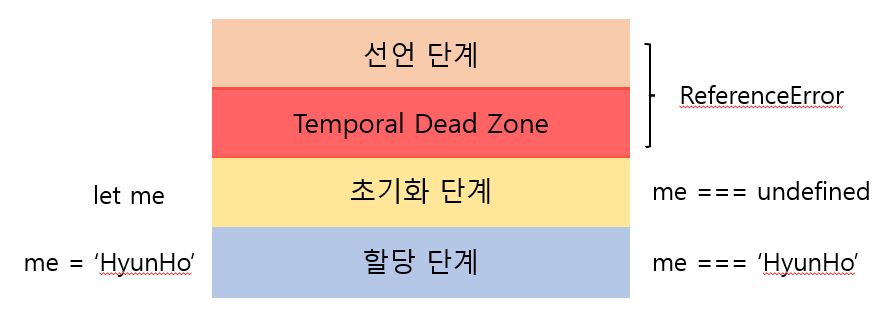 선언 단계
Temporal Dead Zone
ReferenceError
let me
초기화 단계
me === undefined
me = ‘HyunHo’
할당 단계
me === ‘HyunHo’